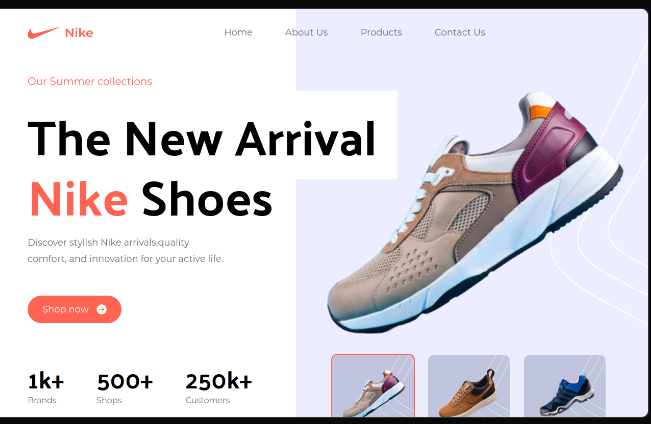 Nike
Home About Us Products Contact Us
Our Summer collections
The New Arrival
Nike Shoes
Discover stylish Nike arrivals,quality
comfort, and innovation for your active life.
Shop now
1k+ 500+ 250k+
Brands Shops Customers